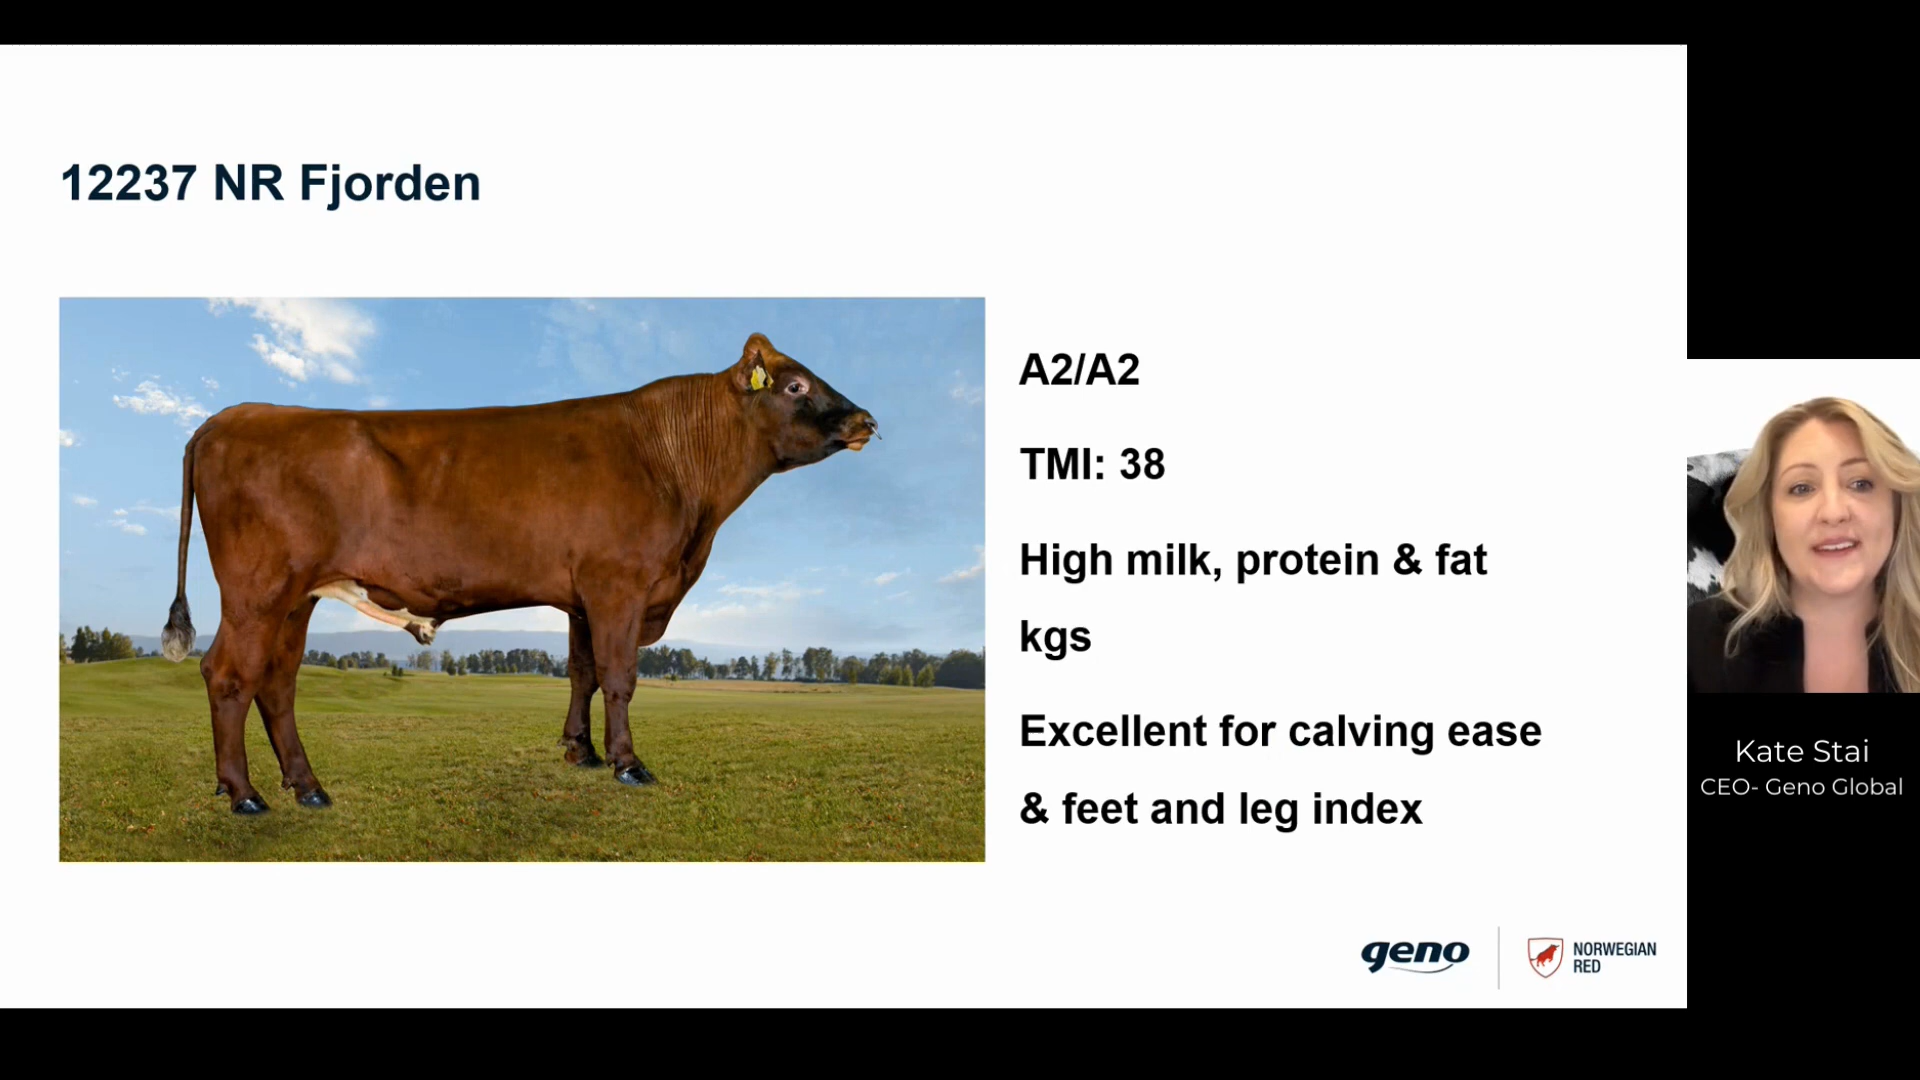 12237 NR Fjorden
A2/A2
TMI: 38
High milk, protein & fat
kgs
Excellent for calving ease
& feet and leg index
geno
NORWEGIAN
RED
Kate Stai
CEO- Geno Global